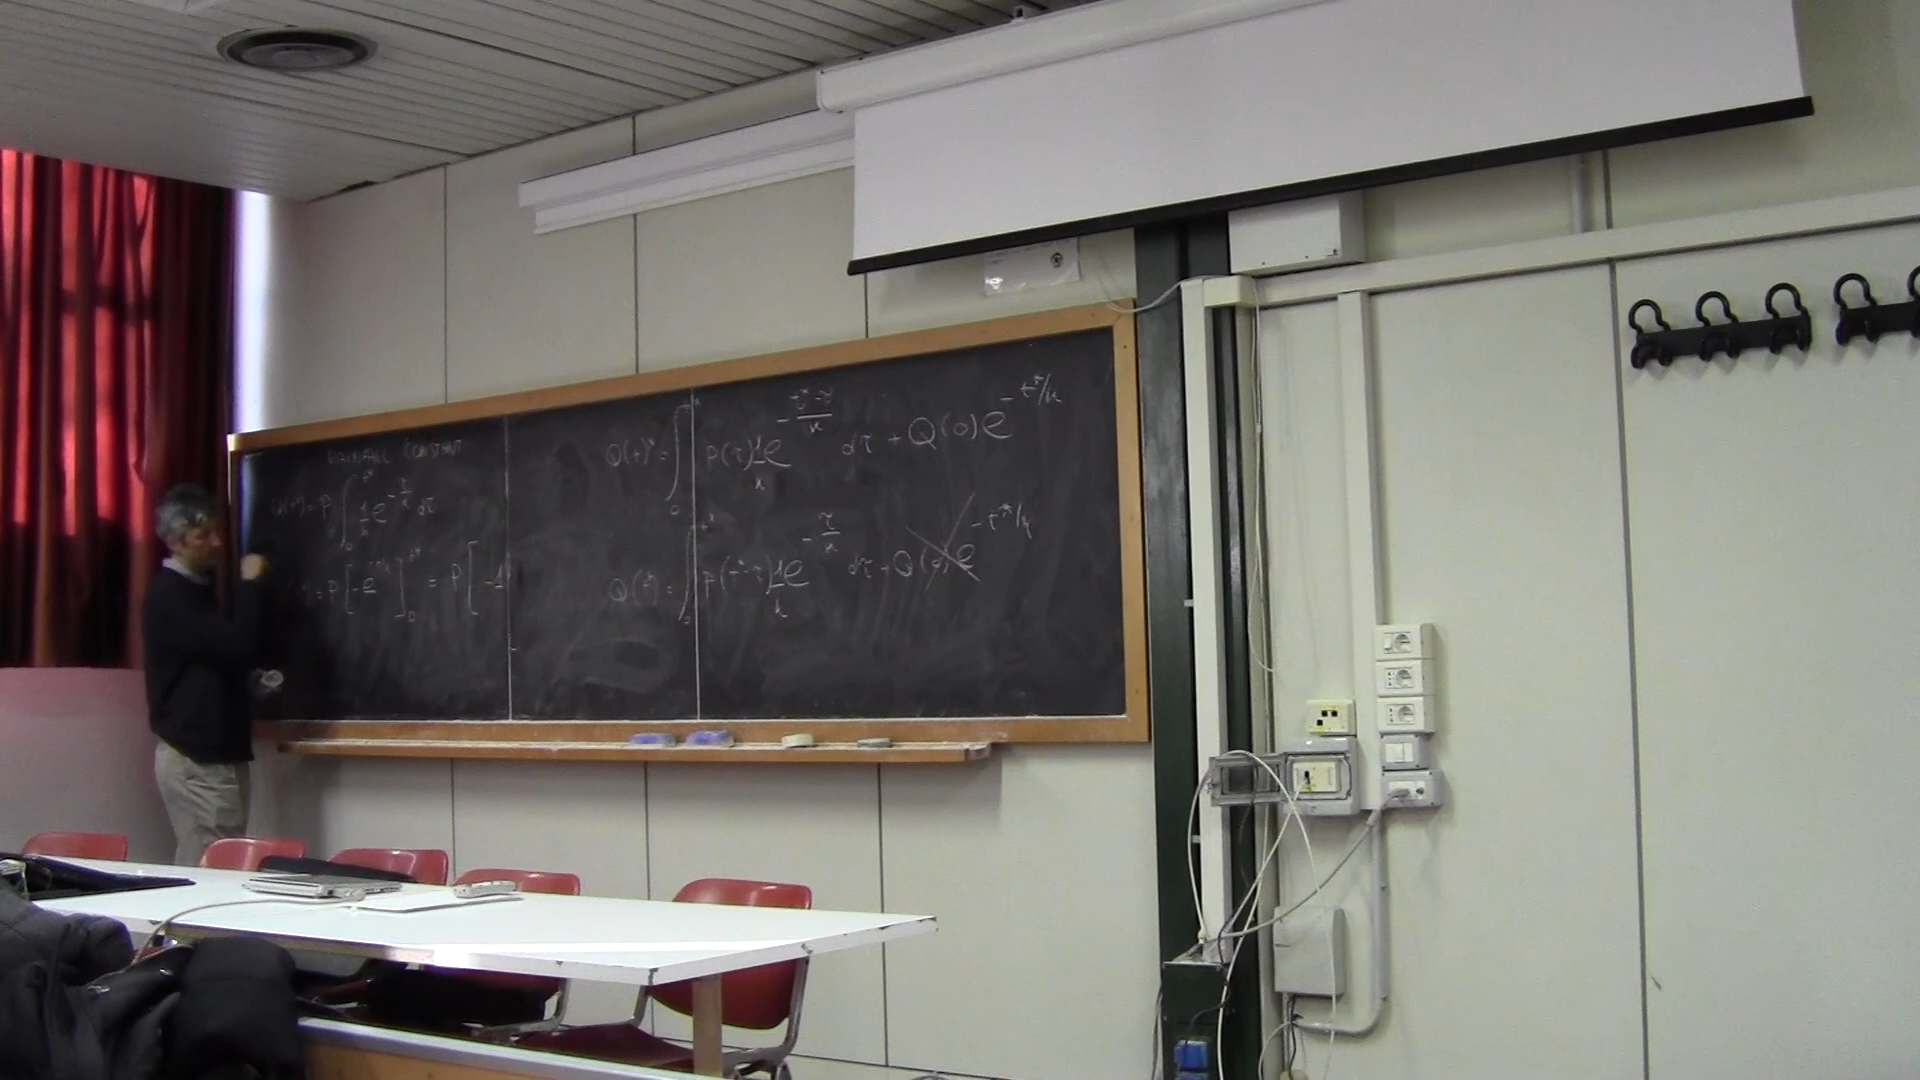 RAINFALL CONSTANT
Q(t*) = P ∫₀^t* 1/k e^(-τ/k) dτ
= P [-e^(-τ/k)]₀^t* = P [-1
Q(t)* = ∫₀^t* P(τ) 1/k e^(-(t*-τ)/k) dτ + Q(0) e^(-t*/k)
Q(t*) = ∫₀^t* P(t*-τ) 1/k e^(-τ/k) dτ + Q(0) e^(-t*/k)